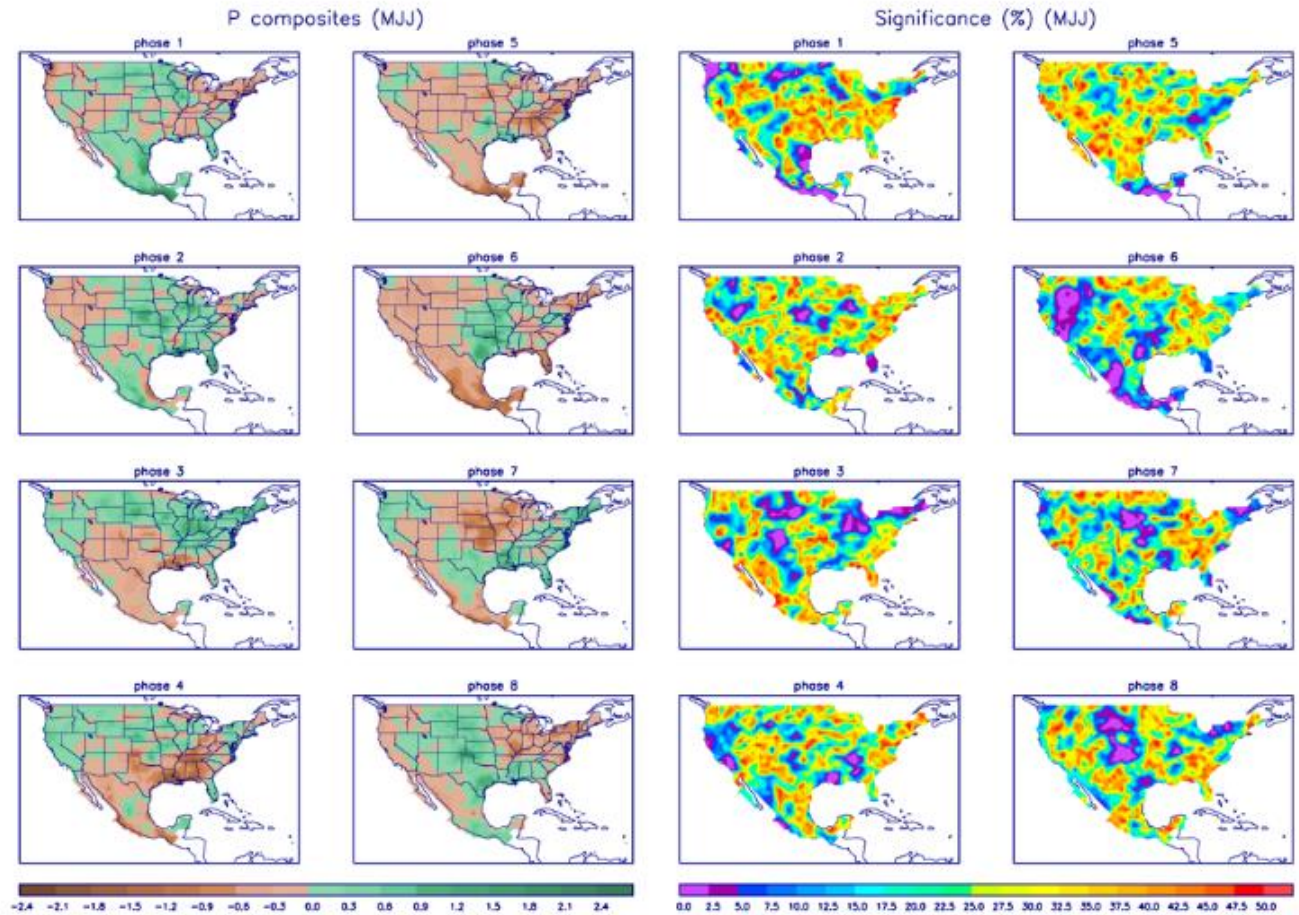 P composites (MJJ)
Significance (%) (MJJ)
phase 1
phase 5
phase 1
phase 5
phase 2
phase 6
phase 2
phase 6
phase 3
phase 7
phase 3
phase 7
phase 4
phase 8
phase 4
phase 8
-2.4 -2.1 -1.8 -1.5 -1.2 -0.9 -0.6 -0.3 0.0 0.3 0.6 0.9 1.2 1.5 1.8 2.1 2.4
0.0 2.5 5.0 7.5 10.0 12.5 15.0 17.5 20.0 22.5 25.0 27.5 30.0 32.5 35.0 37.5 40.0 42.5 45.0 47.5 50.0